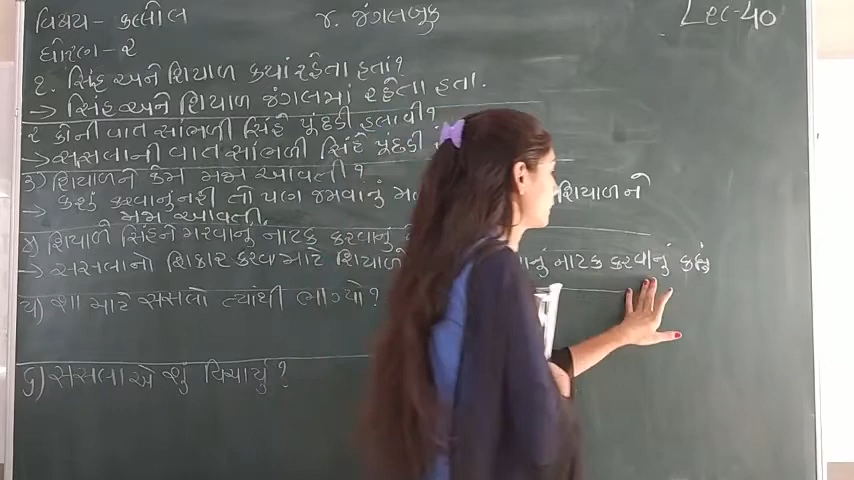 વિષય - કલ્લોલ
૪. જંગલબુક
Lec-40
ધોરણ - ૨
૧. સિંહ અને શિયાળ ક્યાં રહેતા હતાં?
→ સિંહ અને શિયાળ જંગલમાં રહેતા હતા.
૨ કોની વાત સાંભળી સિંહે પૂંછડી હલાવી?
→ સસલાની વાત સાંભળી સિંહે પૂંછડી
૩) શિયાળને કેમ મજા આવતી?
→ કશું કરવાનું નહી તો પણ જમવાનું શિયાળને
મજા આવતી.
૪) શિયાળે સિંહને મરવાનું નાટક કરવાનું
→ સસલાનો શિકાર કરવા માટે શિયાળે નાટક કરવાનું કહ્યું
૫) શા માટે સસલો ત્યાંથી ભાગ્યો?
૬) સસલાએ શું વિચાર્યું?